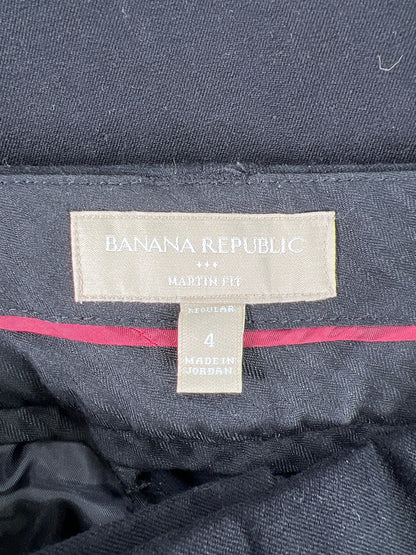 BANANA REPUBLIC
MARTIN FIT
REGULAR
4
MADE IN
JORDAN